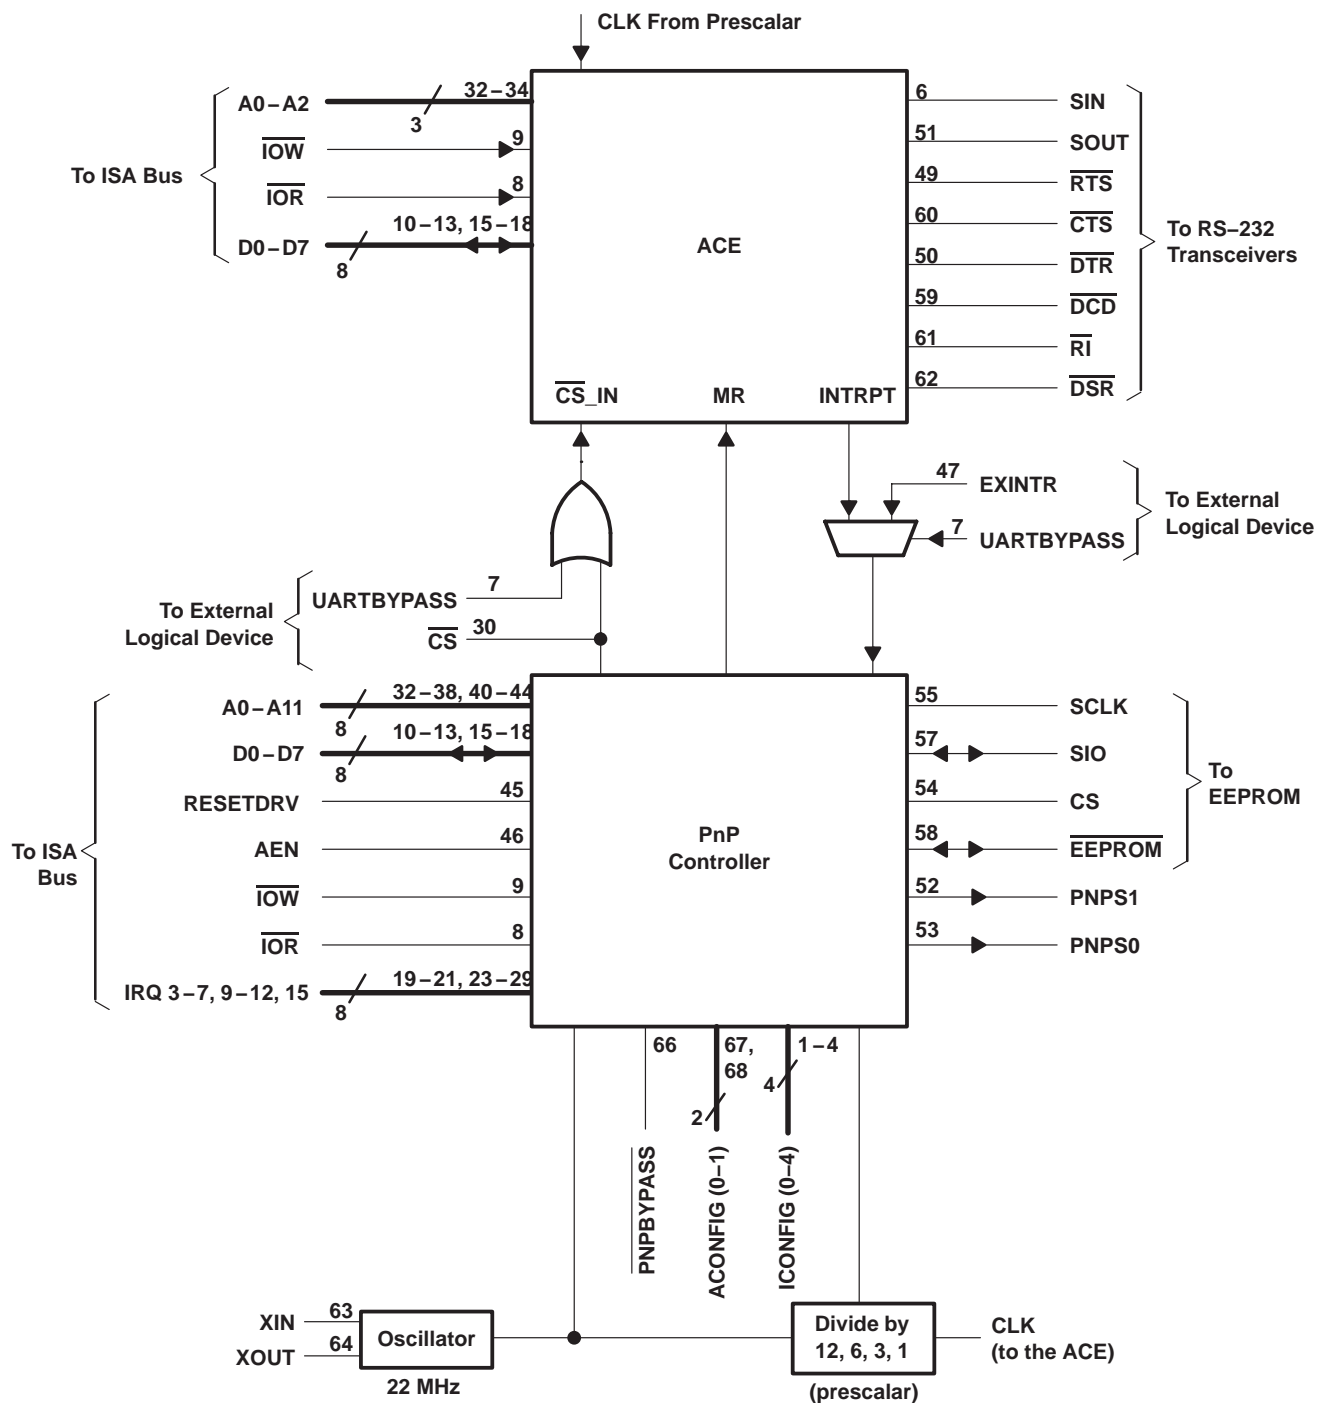 CLK From Prescalar
To ISA Bus
A0–A2
3
32–34
IOW
9
IOR
8
D0–D7
8
10–13, 15–18
ACE
CS_IN
MR
INTRPT
6
SIN
51
SOUT
49
RTS
60
CTS
50
DTR
59
DCD
61
RI
62
DSR
To RS–232
Transceivers
47
EXINTR
7
UARTBYPASS
To External
Logical Device
To External
Logical Device
UARTBYPASS
7
CS
30
To ISA
Bus
A0–A11
8
32–38, 40–44
D0–D7
8
10–13, 15–18
RESETDRV
45
AEN
46
IOW
9
IOR
8
IRQ 3–7, 9–12, 15
8
19–21, 23–29
PnP
Controller
55
SCLK
57
SIO
54
CS
58
EEPROM
52
PNPS1
53
PNPS0
To
EEPROM
66
PNPBYPASS
67,
68
2
ACONFIG (0–1)
1–4
4
ICONFIG (0–4)
XIN
63
XOUT
64
Oscillator
22 MHz
Divide by
12, 6, 3, 1
(prescalar)
CLK
(to the ACE)